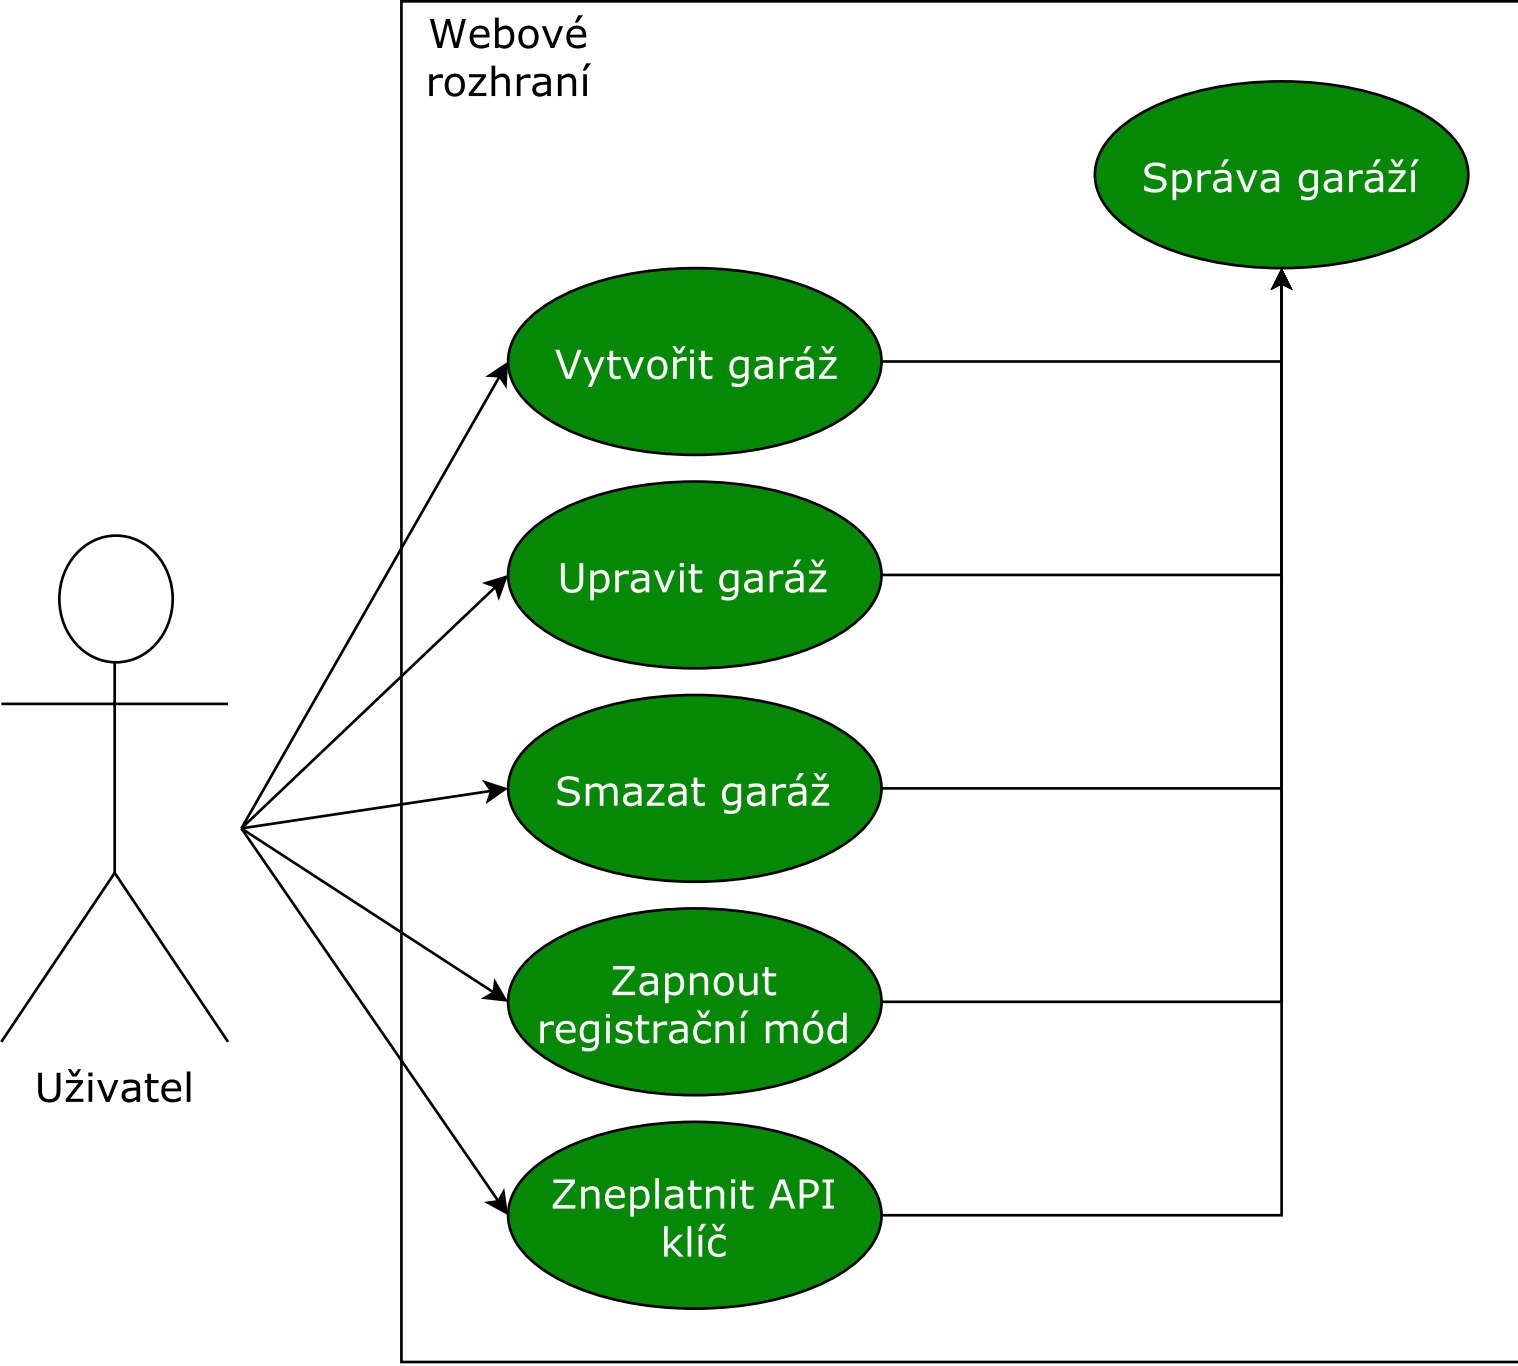 Webové
rozhraní
Správa garáží
Vytvořit garáž
Upravit garáž
Smazat garáž
Zapnout
registrační mód
Uživatel
Zneplatnit API
klíč